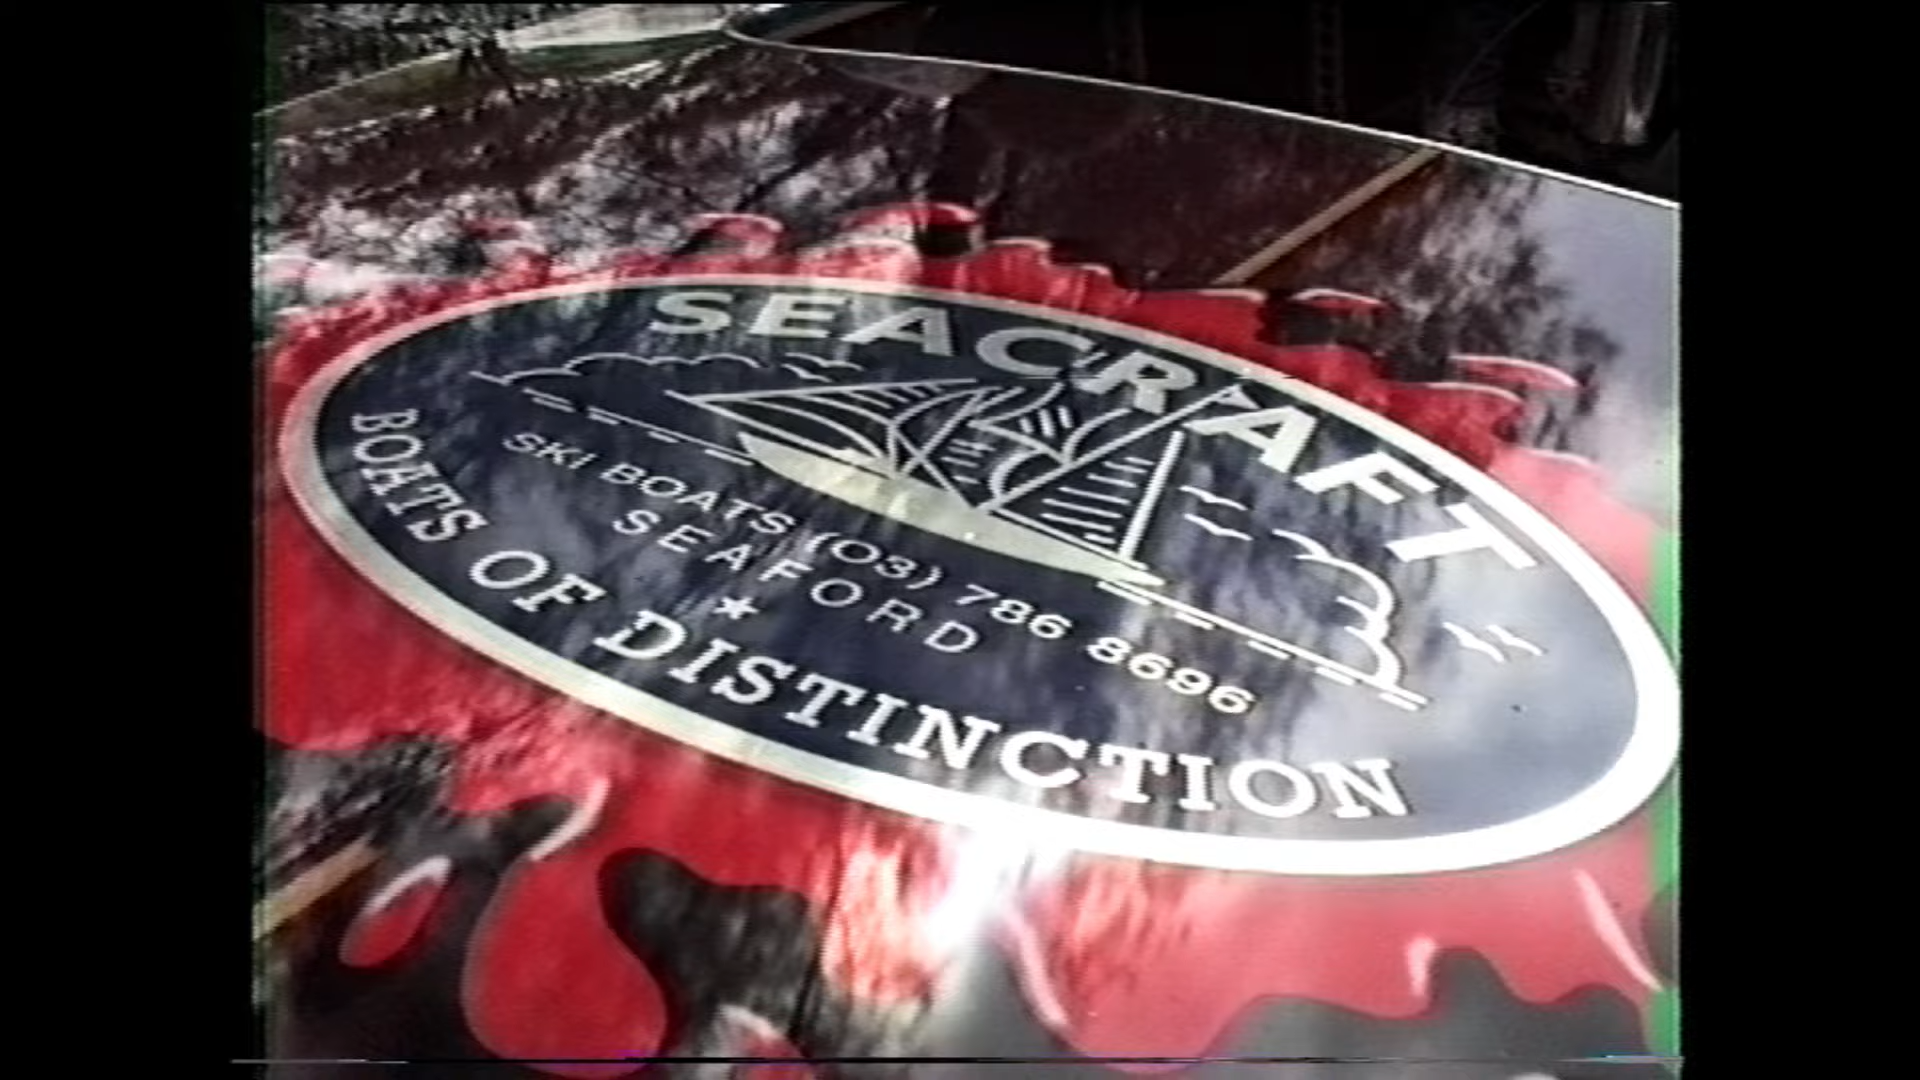 SEACRAFT
SKI BOATS (03) 786 8696
SEAFORD
BOATS OF DISTINCTION